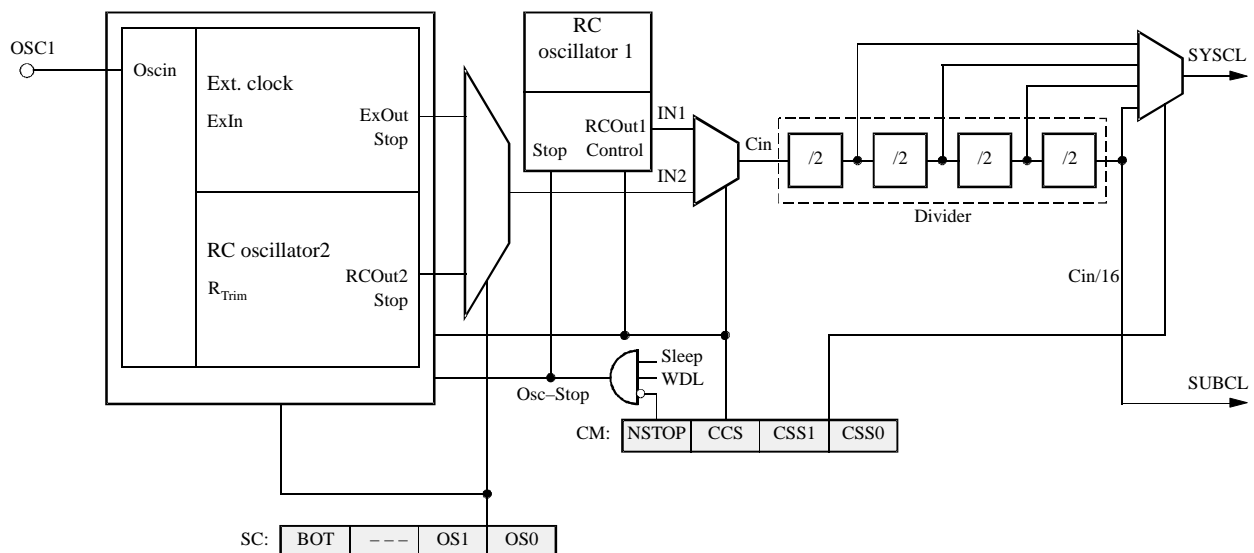 OSC1
Oscin
Ext. clock
ExIn
ExOut
Stop
RC oscillator2
RTrim
RCOut2
Stop
RC
oscillator 1
RCOut1
Stop Control
IN1
IN2
Cin
/2 /2 /2 /2
Divider
SYSCL
Cin/16
SUBCL
Sleep
WDL
Osc–Stop
CM: NSTOP CCS CSS1 CSS0
SC: BOT – – – OS1 OS0